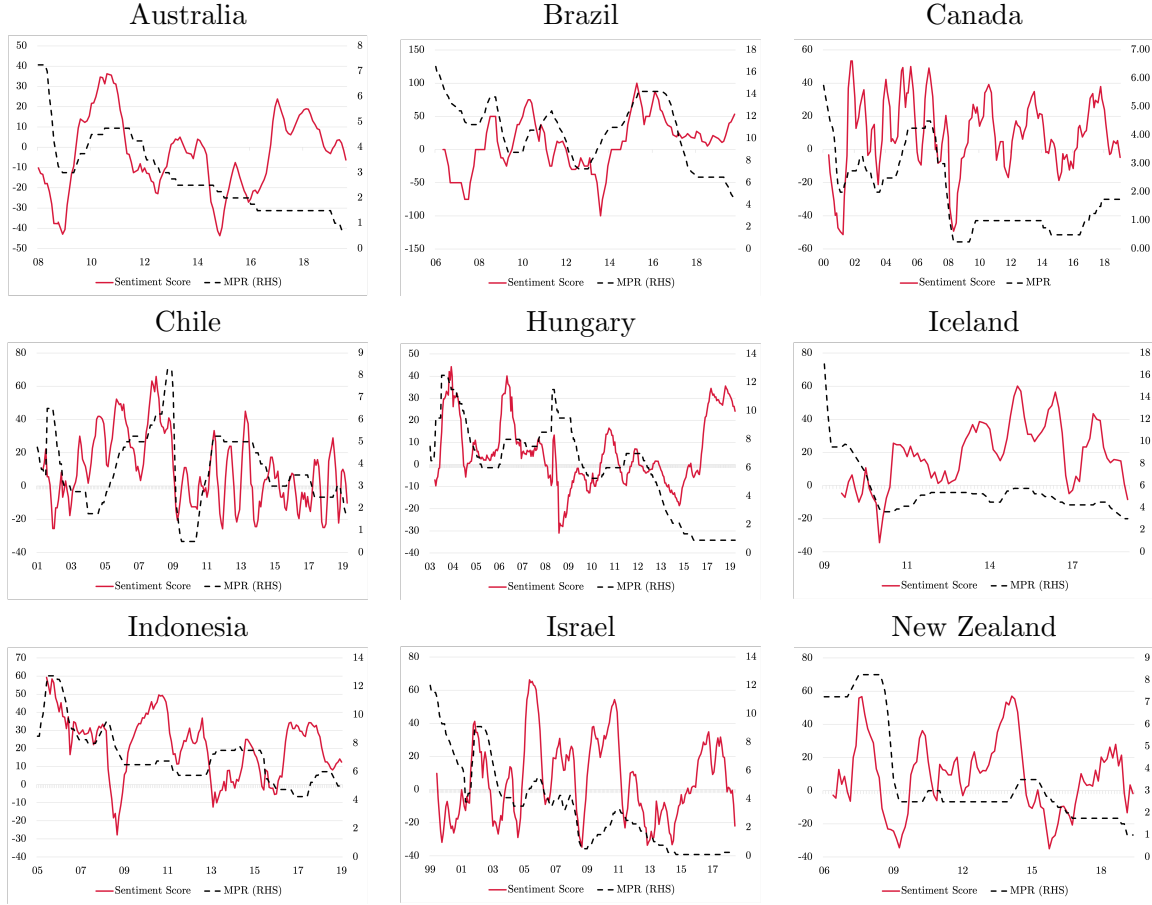 Australia
Brazil
Canada
50 40 30 20 10 0 -10 -20 -30 -40 -50
8 7 6 5 4 3 2 1 0
08 10 12 14 16 18
Sentiment Score MPR (RHS)
150 100 50 0 -50 -100 -150
18 16 14 12 10 8 6 4 2 0
06 08 10 12 14 16 18
Sentiment Score MPR (RHS)
60 40 20 0 -20 -40 -60
7.00 6.00 5.00 4.00 3.00 2.00 1.00 0.00
00 02 04 06 08 10 12 14 16 18
Sentiment Score MPR
Chile
Hungary
Iceland
80 60 40 20 0 -20 -40
9 8 7 6 5 4 3 2 1 0
01 03 05 07 09 11 13 15 17 19
Sentiment Score MPR (RHS)
50 40 30 20 10 0 -10 -20 -30 -40
14 12 10 8 6 4 2 0
03 04 06 07 08 09 11 12 13 14 16 17 19
Sentiment Score MPR (RHS)
80 60 40 20 0 -20 -40
18 16 14 12 10 8 6 4 2 0
09 11 14 17
Sentiment Score MPR (RHS)
Indonesia
Israel
New Zealand
70 60 50 40 30 20 10 0 -10 -20 -30 -40
14 12 10 8 6 4 2 0
05 07 09 11 13 15 17 19
Sentiment Score MPR (RHS)
80 60 40 20 0 -20 -40
14 12 10 8 6 4 2 0
99 01 03 05 07 09 11 13 15 17
Sentiment Score MPR (RHS)
80 60 40 20 0 -20 -40
9 8 7 6 5 4 3 2 1 0
06 09 12 15 18
Sentiment Score MPR (RHS)